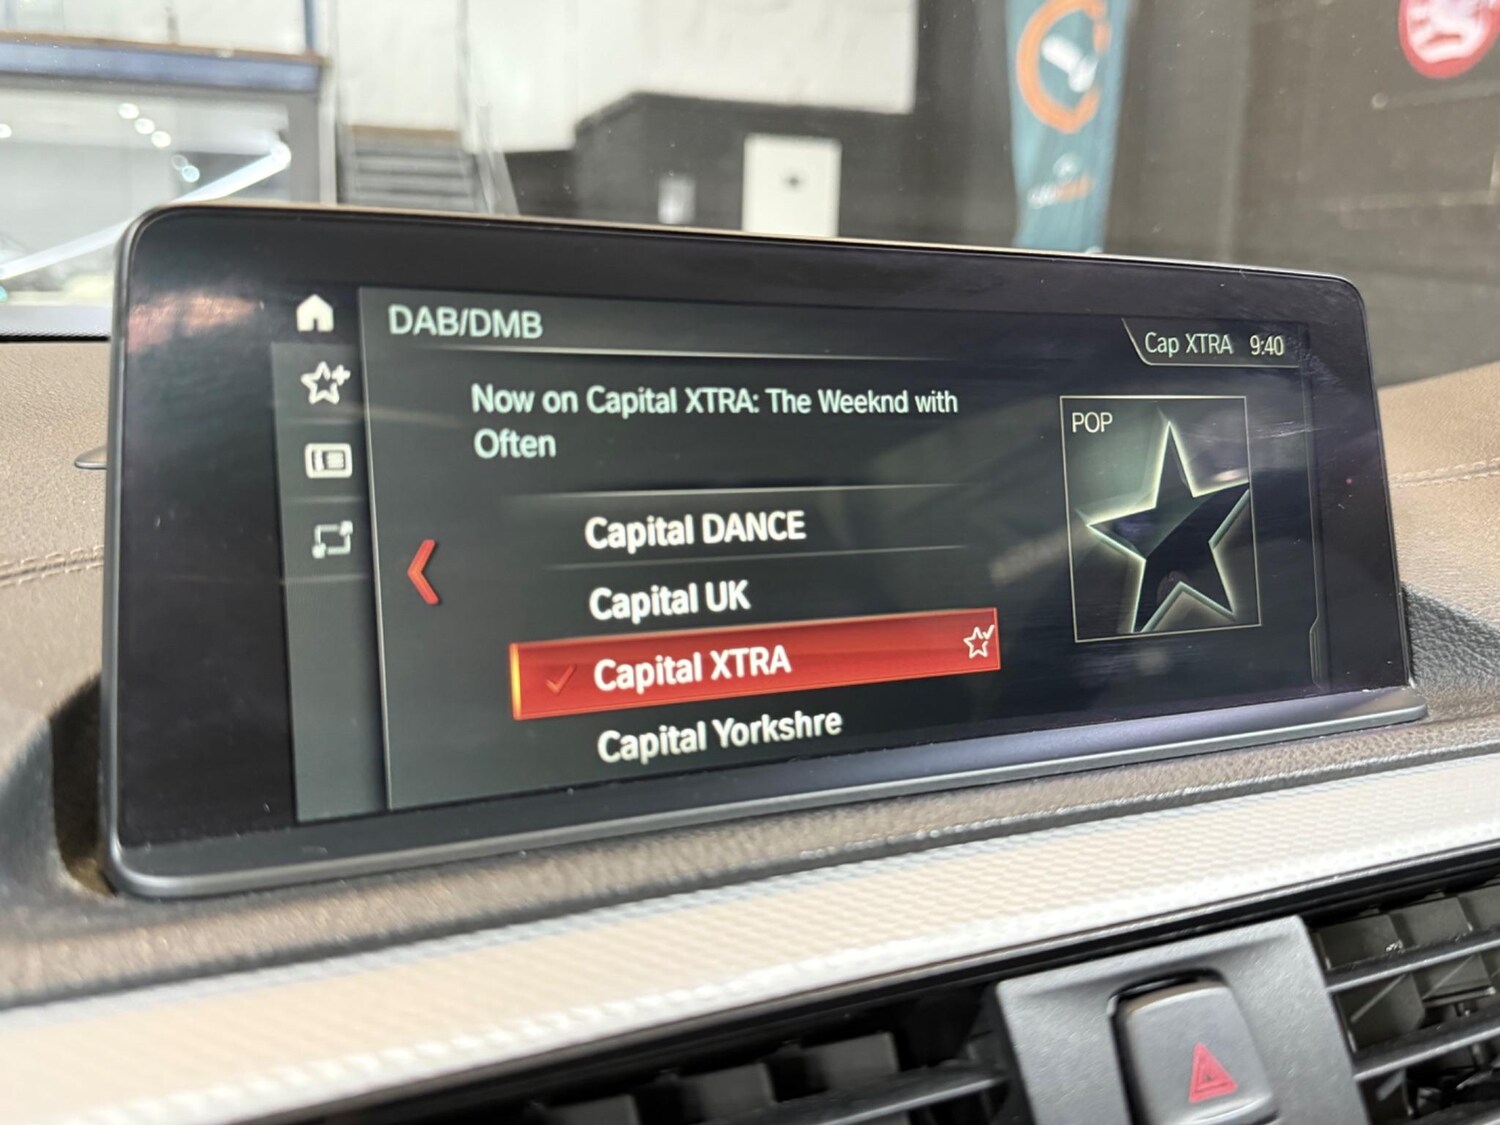 DAB/DMB
Cap XTRA 9:40
Now on Capital XTRA: The Weeknd with
Often
POP
Capital DANCE
Capital UK
Capital XTRA
Capital Yorkshre